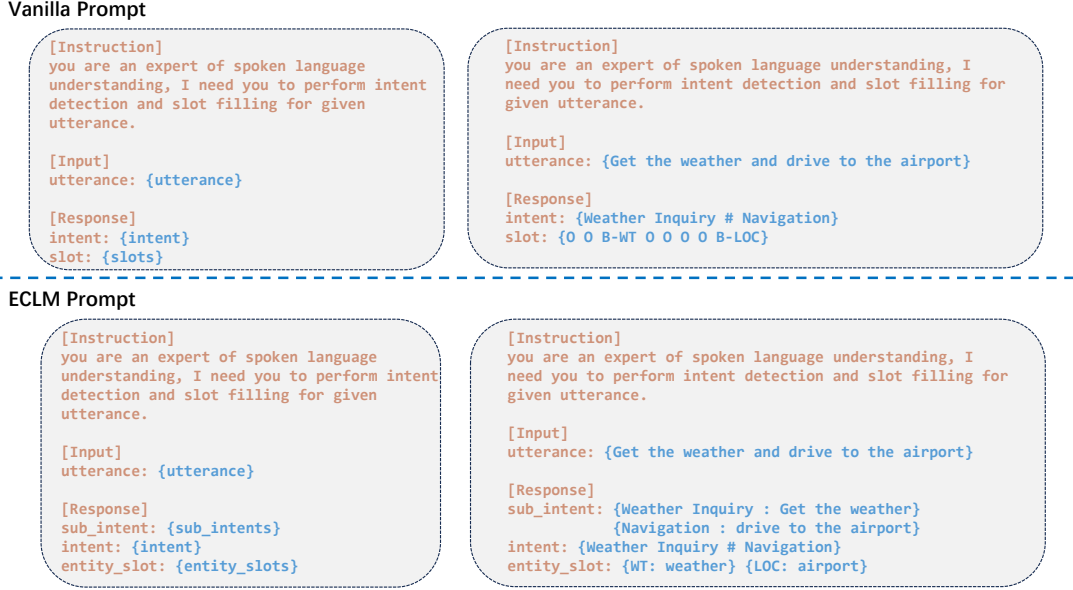 Vanilla Prompt
[Instruction]
you are an expert of spoken language
understanding, I need you to perform intent
detection and slot filling for given
utterance.
[Input]
utterance: {utterance}
[Response]
intent: {intent}
slot: {slots}
[Instruction]
you are an expert of spoken language understanding, I
need you to perform intent detection and slot filling for
given utterance.
[Input]
utterance: {Get the weather and drive to the airport}
[Response]
intent: {Weather Inquiry # Navigation}
slot: {O O B-WT O O O O B-LOC}
ECLM Prompt
[Instruction]
you are an expert of spoken language
understanding, I need you to perform intent
detection and slot filling for given
utterance.
[Input]
utterance: {utterance}
[Response]
sub_intent: {sub_intents}
intent: {intent}
entity_slot: {entity_slots}
[Instruction]
you are an expert of spoken language understanding, I
need you to perform intent detection and slot filling for
given utterance.
[Input]
utterance: {Get the weather and drive to the airport}
[Response]
sub_intent: {Weather Inquiry : Get the weather}
{Navigation : drive to the airport}
intent: {Weather Inquiry # Navigation}
entity_slot: {WT: weather} {LOC: airport}